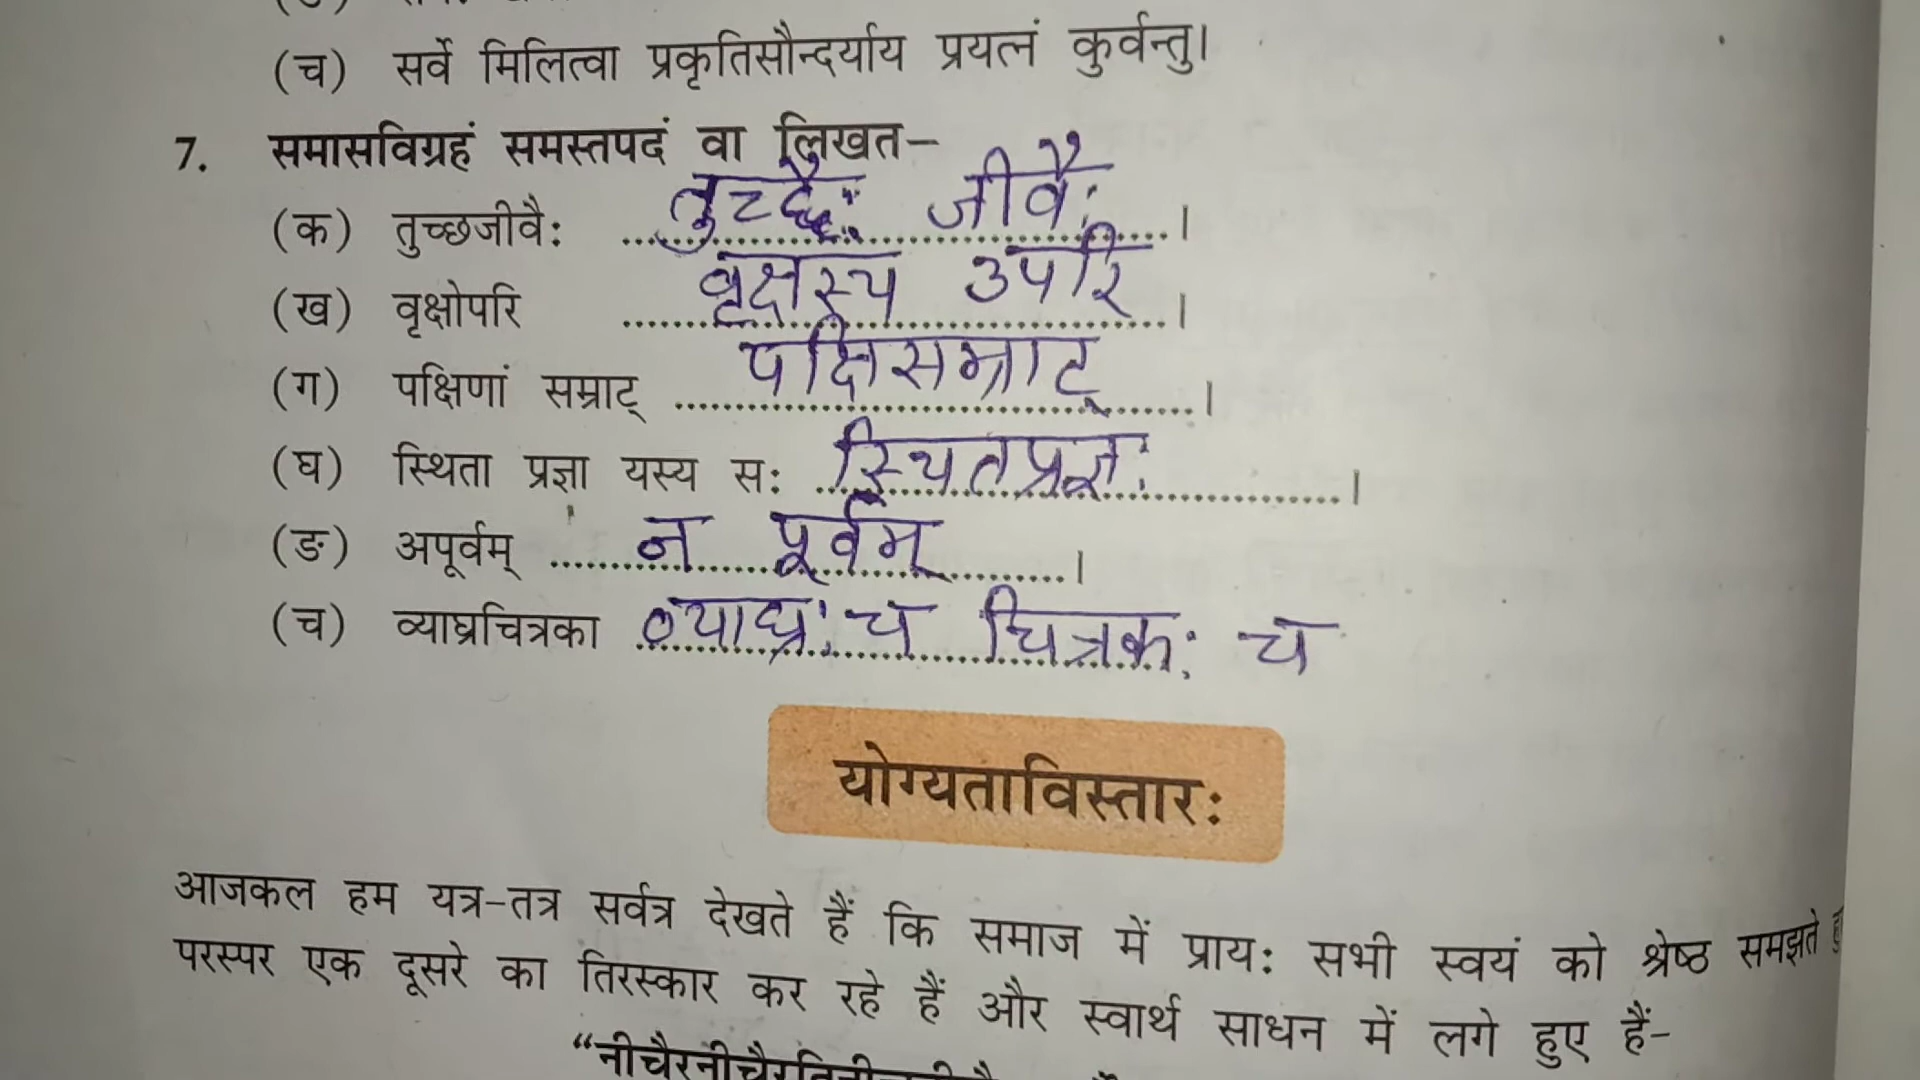 (च) सर्वे मिलित्वा प्रकृतिसौन्दर्याय प्रयत्नं कुर्वन्तु।
7. समासविग्रहं समस्तपदं वा लिखत–
(क) तुच्छजीवैः तुच्छैः जीवैः ।
(ख) वृक्षोपरि वृक्षस्य उपरि ।
(ग) पक्षिणां सम्राट् पक्षिसम्राट् ।
(घ) स्थिता प्रज्ञा यस्य सः स्थितप्रज्ञः ।
(ङ) अपूर्वम् न पूर्वम् ।
(च) व्याघ्रचित्रका व्याघ्रः च चित्रकः च
योग्यताविस्तारः
आजकल हम यत्र-तत्र सर्वत्र देखते हैं कि समाज में प्रायः सभी स्वयं को श्रेष्ठ समझते
परस्पर एक दूसरे का तिरस्कार कर रहे हैं और स्वार्थ साधन में लगे हुए हैं-